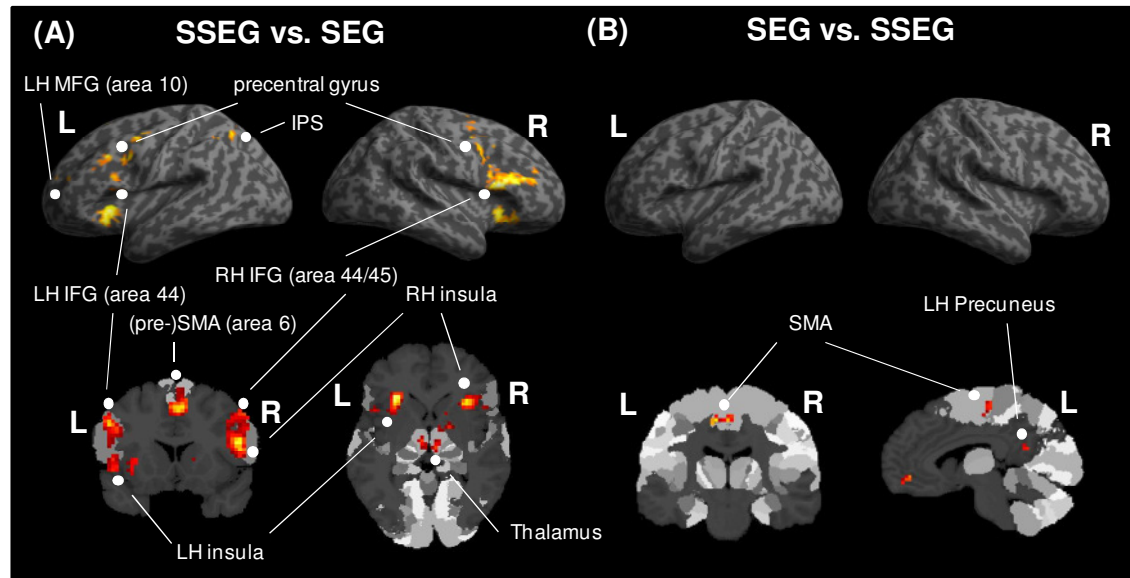 (A) SSEG vs. SEG
LH MFG (area 10)
precentral gyrus
L
IPS
R
RH IFG (area 44/45)
LH IFG (area 44)
RH insula
(pre-)SMA (area 6)
L
R
L
R
Thalamus
LH insula
(B) SEG vs. SSEG
L
R
LH Precuneus
SMA
L
R
L